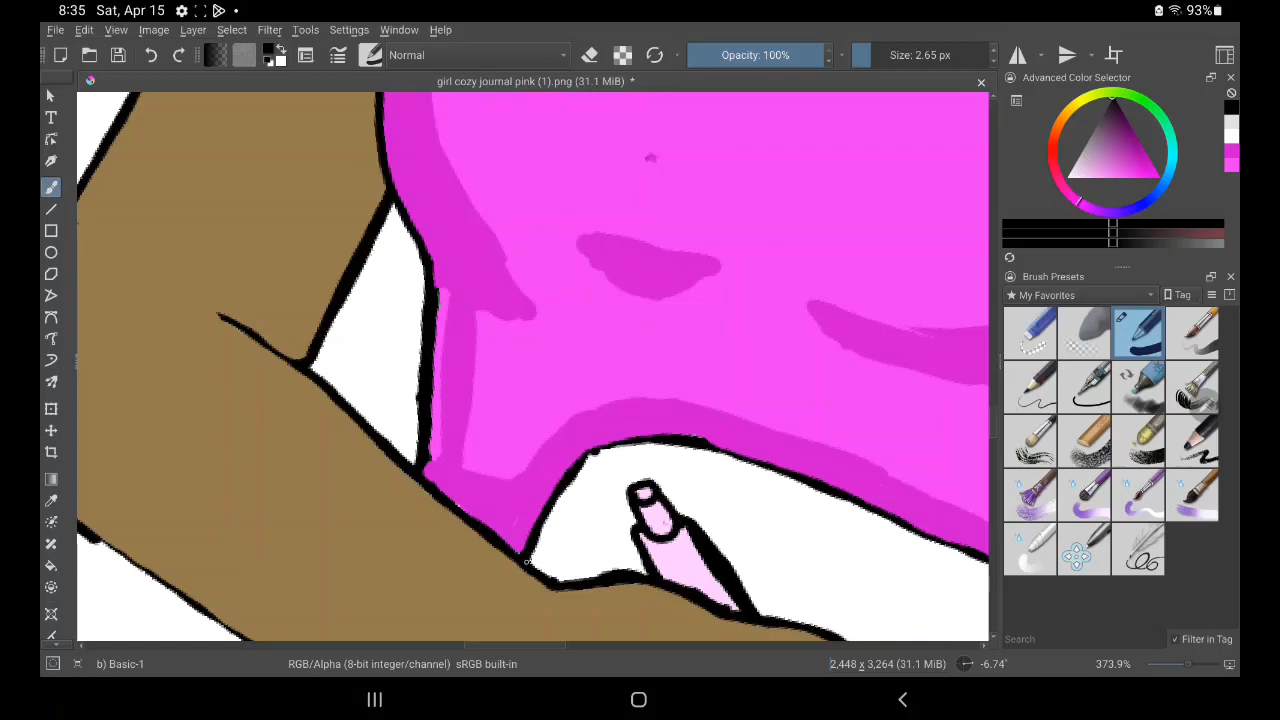 8:35 Sat, Apr 15 93%
File Edit View Image Layer Select Filter Tools Settings Window Help
Normal Opacity: 100% Size: 2.65 px
girl cozy journal pink (1).png (31.1 MiB) *
Advanced Color Selector
Brush Presets
My Favorites Tag
Search Filter in Tag
b) Basic-1 RGB/Alpha (8-bit integer/channel) sRGB built-in 2,448 x 3,264 (31.1 MiB) -6.74° 373.9%